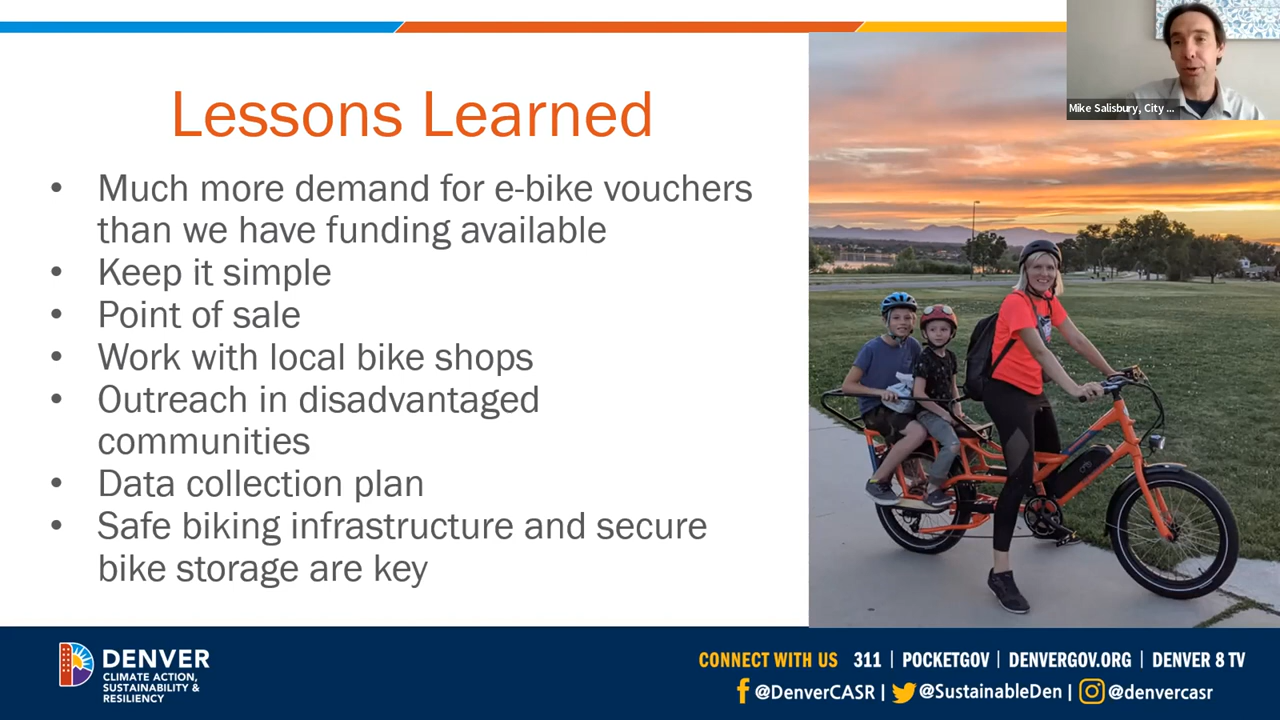 Mike Salisbury, City ...
Lessons Learned
• Much more demand for e-bike vouchers
than we have funding available
• Keep it simple
• Point of sale
• Work with local bike shops
• Outreach in disadvantaged
communities
• Data collection plan
• Safe biking infrastructure and secure
bike storage are key
DENVER
CLIMATE ACTION,
SUSTAINABILITY &
RESILIENCY
CONNECT WITH US 311 | POCKETGOV | DENVERGOV.ORG | DENVER 8 TV
@DenverCASR | @SustainableDen | @denvercasr